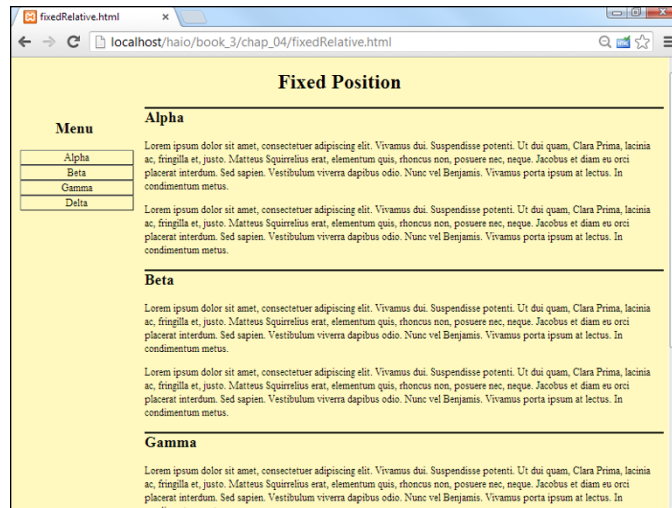 fixedRelative.html
localhost/haio/book_3/chap_04/fixedRelative.html
Fixed Position
Menu
Alpha
Beta
Gamma
Delta
Alpha
Lorem ipsum dolor sit amet, consectetuer adipiscing elit. Vivamus dui. Suspendisse potenti. Ut dui quam, Clara Prima, lacinia
ac, fringilla et, justo. Matteus Squirrelius erat, elementum quis, rhoncus non, posuere nec, neque. Jacobus et diam eu orci
placerat interdum. Sed sapien. Vestibulum viverra dapibus odio. Nunc vel Benjamis. Vivamus porta ipsum at lectus. In
condimentum metus.
Lorem ipsum dolor sit amet, consectetuer adipiscing elit. Vivamus dui. Suspendisse potenti. Ut dui quam, Clara Prima, lacinia
ac, fringilla et, justo. Matteus Squirrelius erat, elementum quis, rhoncus non, posuere nec, neque. Jacobus et diam eu orci
placerat interdum. Sed sapien. Vestibulum viverra dapibus odio. Nunc vel Benjamis. Vivamus porta ipsum at lectus. In
condimentum metus.
Beta
Lorem ipsum dolor sit amet, consectetuer adipiscing elit. Vivamus dui. Suspendisse potenti. Ut dui quam, Clara Prima, lacinia
ac, fringilla et, justo. Matteus Squirrelius erat, elementum quis, rhoncus non, posuere nec, neque. Jacobus et diam eu orci
placerat interdum. Sed sapien. Vestibulum viverra dapibus odio. Nunc vel Benjamis. Vivamus porta ipsum at lectus. In
condimentum metus.
Lorem ipsum dolor sit amet, consectetuer adipiscing elit. Vivamus dui. Suspendisse potenti. Ut dui quam, Clara Prima, lacinia
ac, fringilla et, justo. Matteus Squirrelius erat, elementum quis, rhoncus non, posuere nec, neque. Jacobus et diam eu orci
placerat interdum. Sed sapien. Vestibulum viverra dapibus odio. Nunc vel Benjamis. Vivamus porta ipsum at lectus. In
condimentum metus.
Gamma
Lorem ipsum dolor sit amet, consectetuer adipiscing elit. Vivamus dui. Suspendisse potenti. Ut dui quam, Clara Prima, lacinia
ac, fringilla et, justo. Matteus Squirrelius erat, elementum quis, rhoncus non, posuere nec, neque. Jacobus et diam eu orci
placerat interdum. Sed sapien. Vestibulum viverra dapibus odio. Nunc vel Benjamis. Vivamus porta ipsum at lectus. In